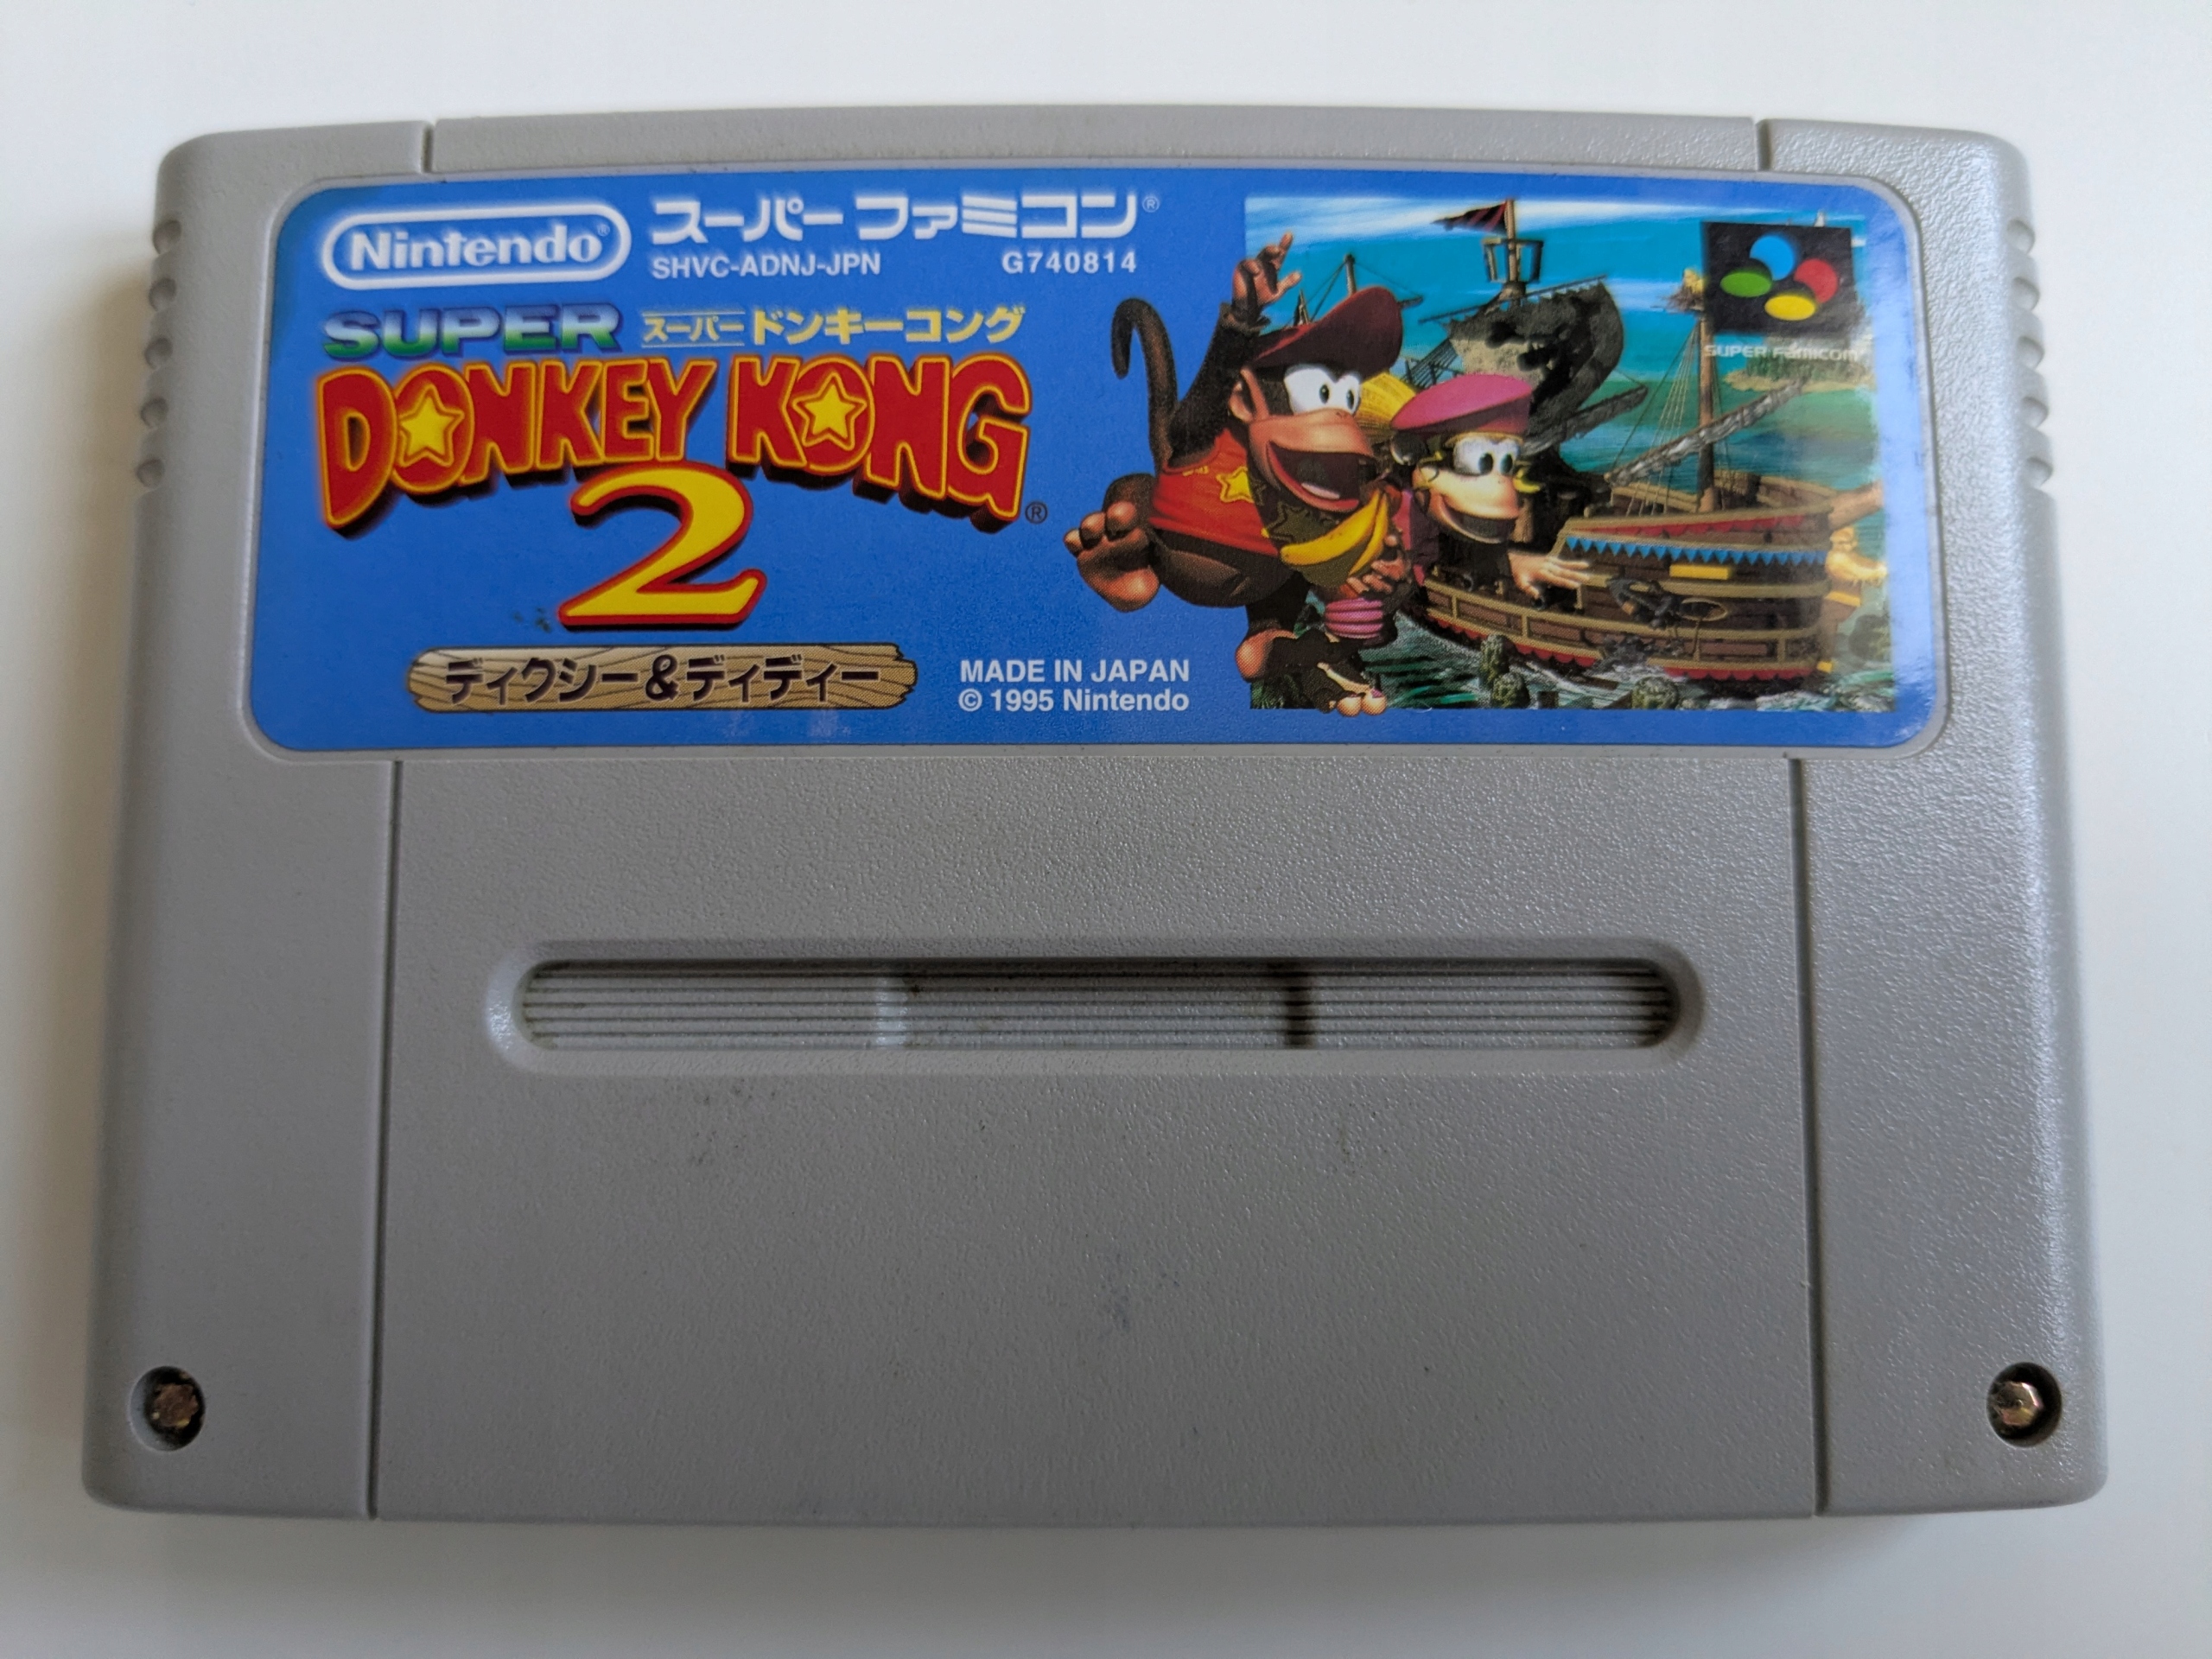 Nintendo®
スーパーファミコン®
SHVC-ADNJ-JPN G740814
SUPER スーパードンキーコング
DONKEY KONG®
2
ディクシー&ディディー
MADE IN JAPAN
© 1995 Nintendo
SUPER FAMICOM